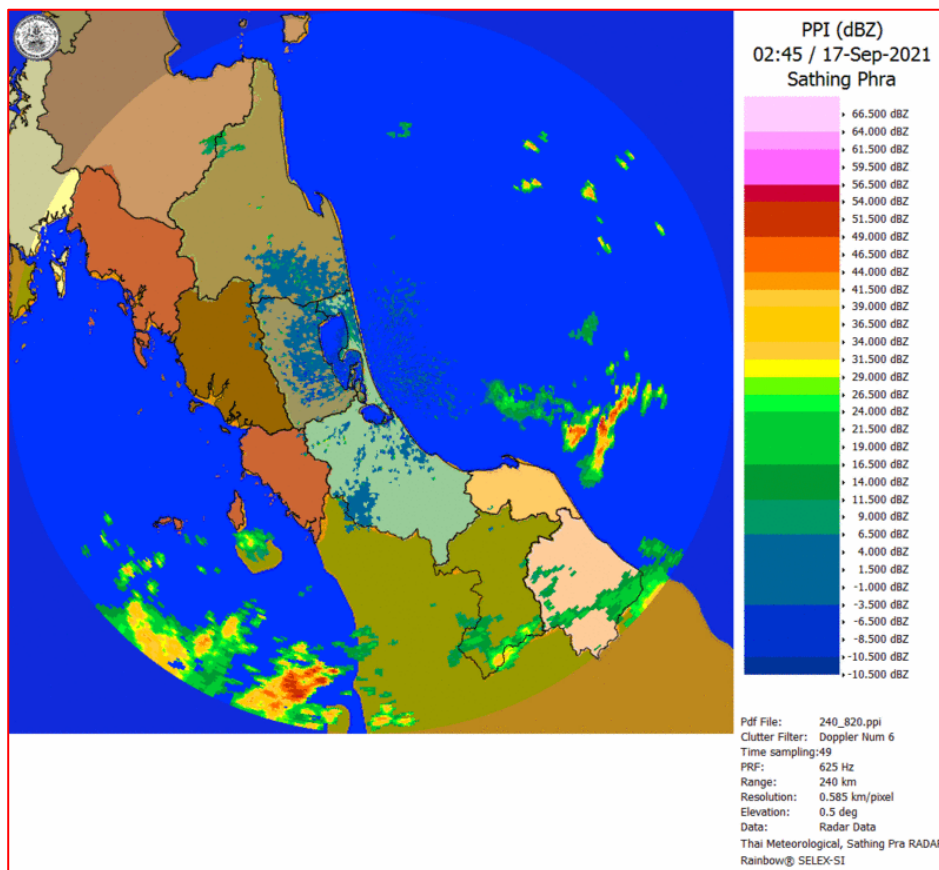 PPI (dBZ)
02:45 / 17-Sep-2021
Sathing Phra
66.500 dBZ
64.000 dBZ
61.500 dBZ
59.500 dBZ
56.500 dBZ
54.000 dBZ
51.500 dBZ
49.000 dBZ
46.500 dBZ
44.000 dBZ
41.500 dBZ
39.000 dBZ
36.500 dBZ
34.000 dBZ
31.500 dBZ
29.000 dBZ
26.500 dBZ
24.000 dBZ
21.500 dBZ
19.000 dBZ
16.500 dBZ
14.000 dBZ
11.500 dBZ
9.000 dBZ
6.500 dBZ
4.000 dBZ
1.500 dBZ
-1.000 dBZ
-3.500 dBZ
-6.500 dBZ
-8.500 dBZ
-10.500 dBZ
-10.500 dBZ
Pdf File: 240_820.ppi
Clutter Filter: Doppler Num 6
Time sampling:49
PRF: 625 Hz
Range: 240 km
Resolution: 0.585 km/pixel
Elevation: 0.5 deg
Data: Radar Data
Thai Meteorological, Sathing Pra RADAR
Rainbow® SELEX-SI